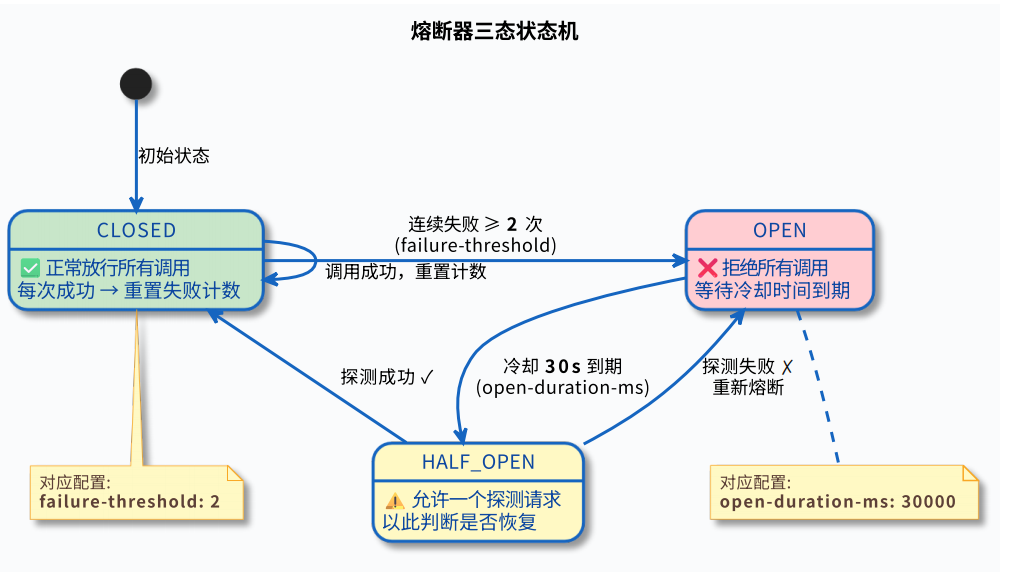 熔断器三态状态机
初始状态
CLOSED
✅ 正常放行所有调用
每次成功 → 重置失败计数
连续失败 ≥ 2 次
(failure-threshold)
调用成功，重置计数
OPEN
❌ 拒绝所有调用
等待冷却时间到期
探测成功 ✓
冷却 30s 到期
(open-duration-ms)
探测失败 ✗
重新熔断
HALF_OPEN
⚠️ 允许一个探测请求
以此判断是否恢复
对应配置:
failure-threshold: 2
对应配置:
open-duration-ms: 30000